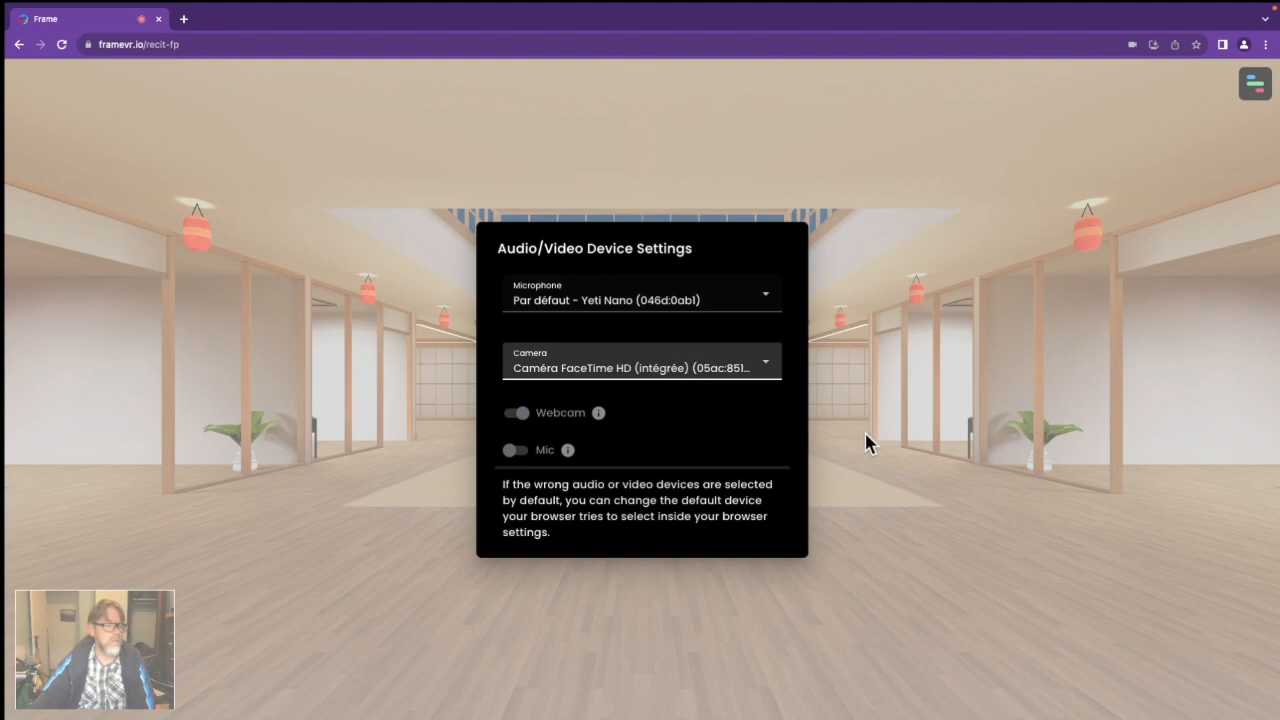 Frame
framevr.io/recit-fp
Audio/Video Device Settings
Microphone
Par défaut - Yeti Nano (046d:0ab1)
Camera
Caméra FaceTime HD (intégrée) (05ac:851...
Webcam
Mic
If the wrong audio or video devices are selected
by default, you can change the default device
your browser tries to select inside your browser
settings.